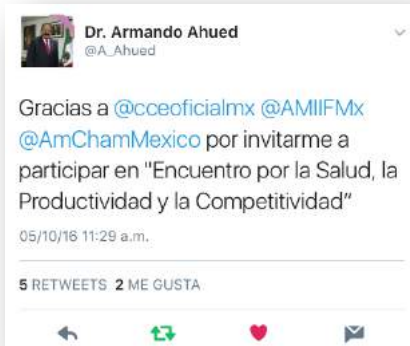 Dr. Armando Ahued
@A_Ahued
Gracias a @cceoficialmx @AMIIFMx
@AmChamMexico por invitarme a
participar en "Encuentro por la Salud, la
Productividad y la Competitividad"
05/10/16 11:29 a.m.
5 RETWEETS 2 ME GUSTA